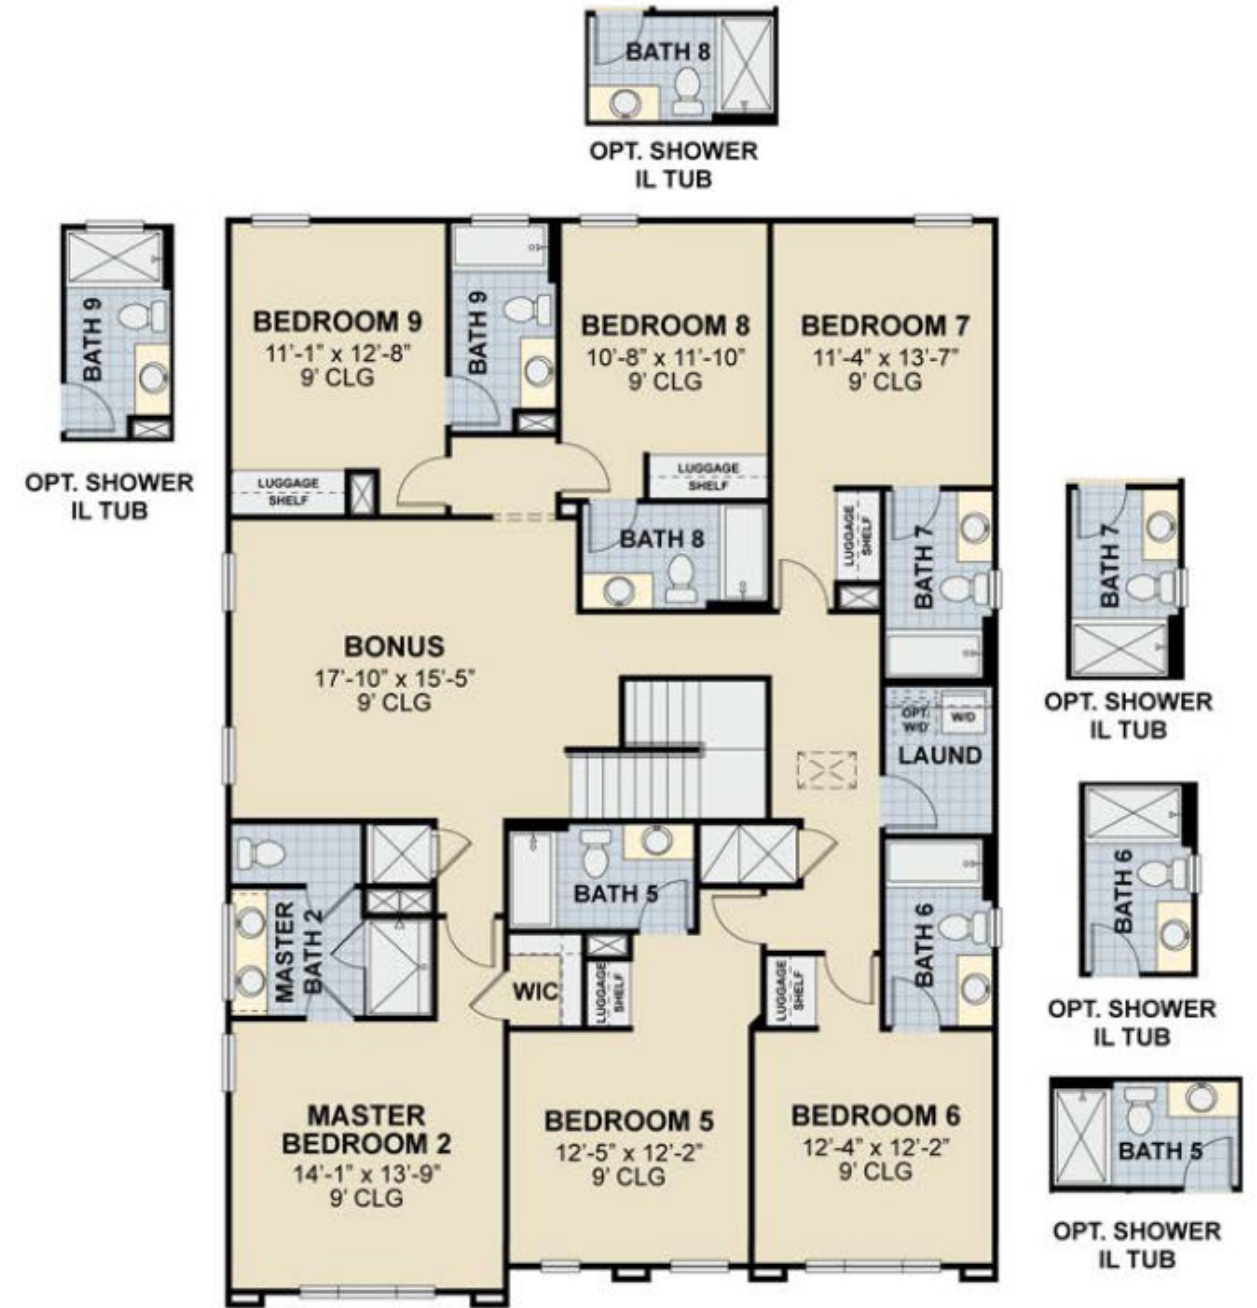 BATH 8
OPT. SHOWER
IL TUB
BATH 9
OPT. SHOWER
IL TUB
BEDROOM 9
11'-1" x 12'-8"
9' CLG
LUGGAGE
SHELF
BATH 9
BEDROOM 8
10'-8" x 11'-10"
9' CLG
LUGGAGE
SHELF
BATH 8
BEDROOM 7
11'-4" x 13'-7"
9' CLG
LUGGAGE
SHELF
BATH 7
BATH 7
OPT. SHOWER
IL TUB
BONUS
17'-10" x 15'-5"
9' CLG
OPT.
W/D
W/D
LAUND
BATH 6
OPT. SHOWER
IL TUB
MASTER
BATH 2
BATH 5
WIC
LUGGAGE
SHELF
LUGGAGE
SHELF
BATH 6
MASTER
BEDROOM 2
14'-1" x 13'-9"
9' CLG
BEDROOM 5
12'-5" x 12'-2"
9' CLG
BEDROOM 6
12'-4" x 12'-2"
9' CLG
BATH 5
OPT. SHOWER
IL TUB